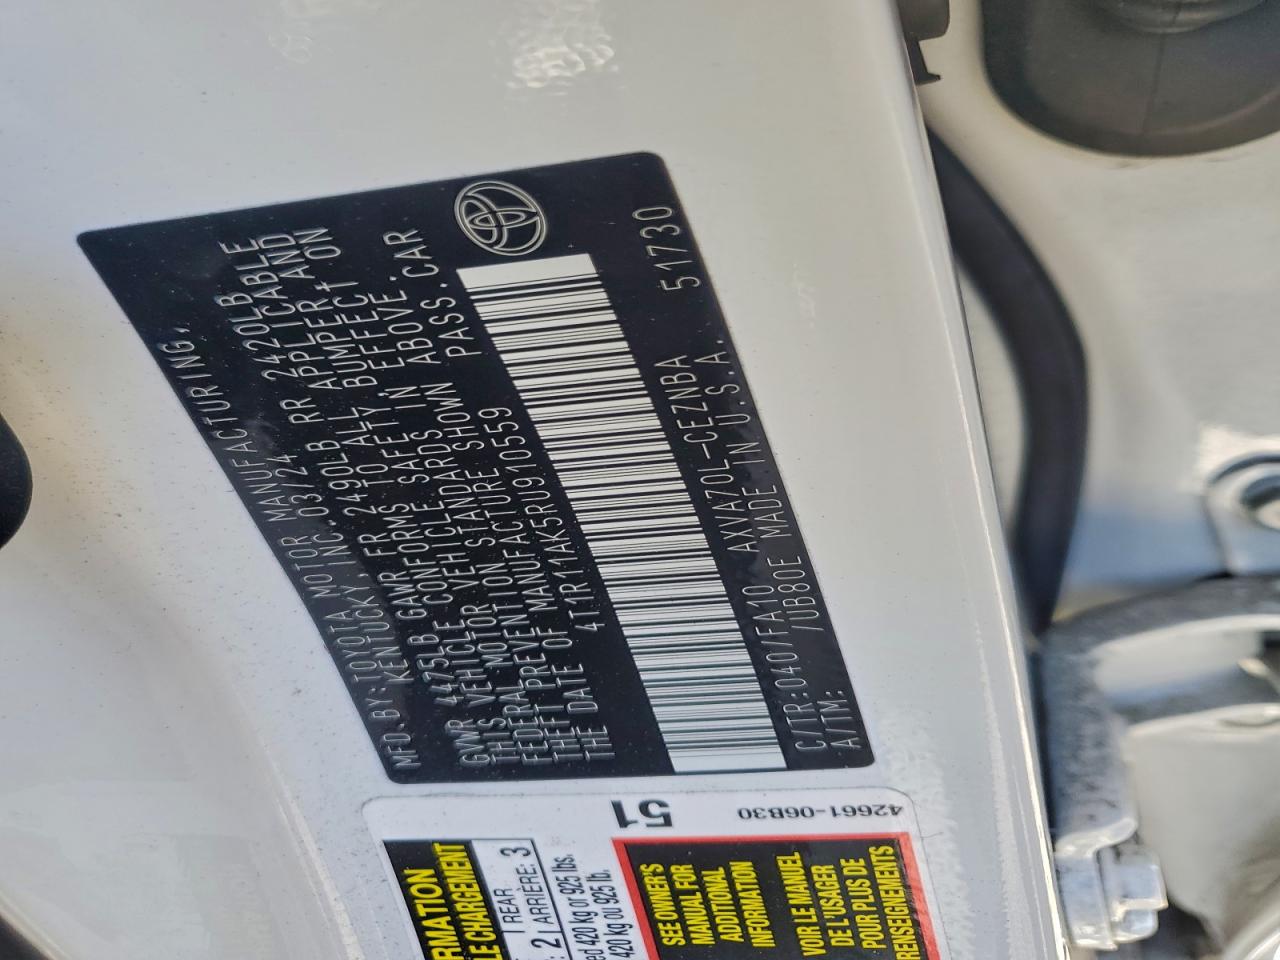 MFD.BY:TOYOTA MOTOR MANUFACTURING,
KENTUCKY,INC. 03/24
GVWR 4475LB GAWR FR 2490LB RR 2420LB
THIS VEHICLE CONFORMS TO ALL APPLICABLE
FEDERAL MOTOR VEHICLE SAFETY, BUMPER, AND
THEFT PREVENTION STANDARDS IN EFFECT ON
THE DATE OF MANUFACTURE SHOWN ABOVE.
4T1R11AK5RU910559 PASS.CAR
C/TR:040/FA10 AXVA70L-CEZNBA 51730
A/TM: /UB80E MADE IN U.S.A.
51
42661-06B30
REAR 3
2 ARRIÈRE: 3
420 kg or 925 lbs.
420 kg ou 925 lb.
SEE OWNER'S
MANUAL FOR
ADDITIONAL
INFORMATION
VOIR LE MANUEL
DE L'USAGER
POUR PLUS DE
RENSEIGNEMENTS